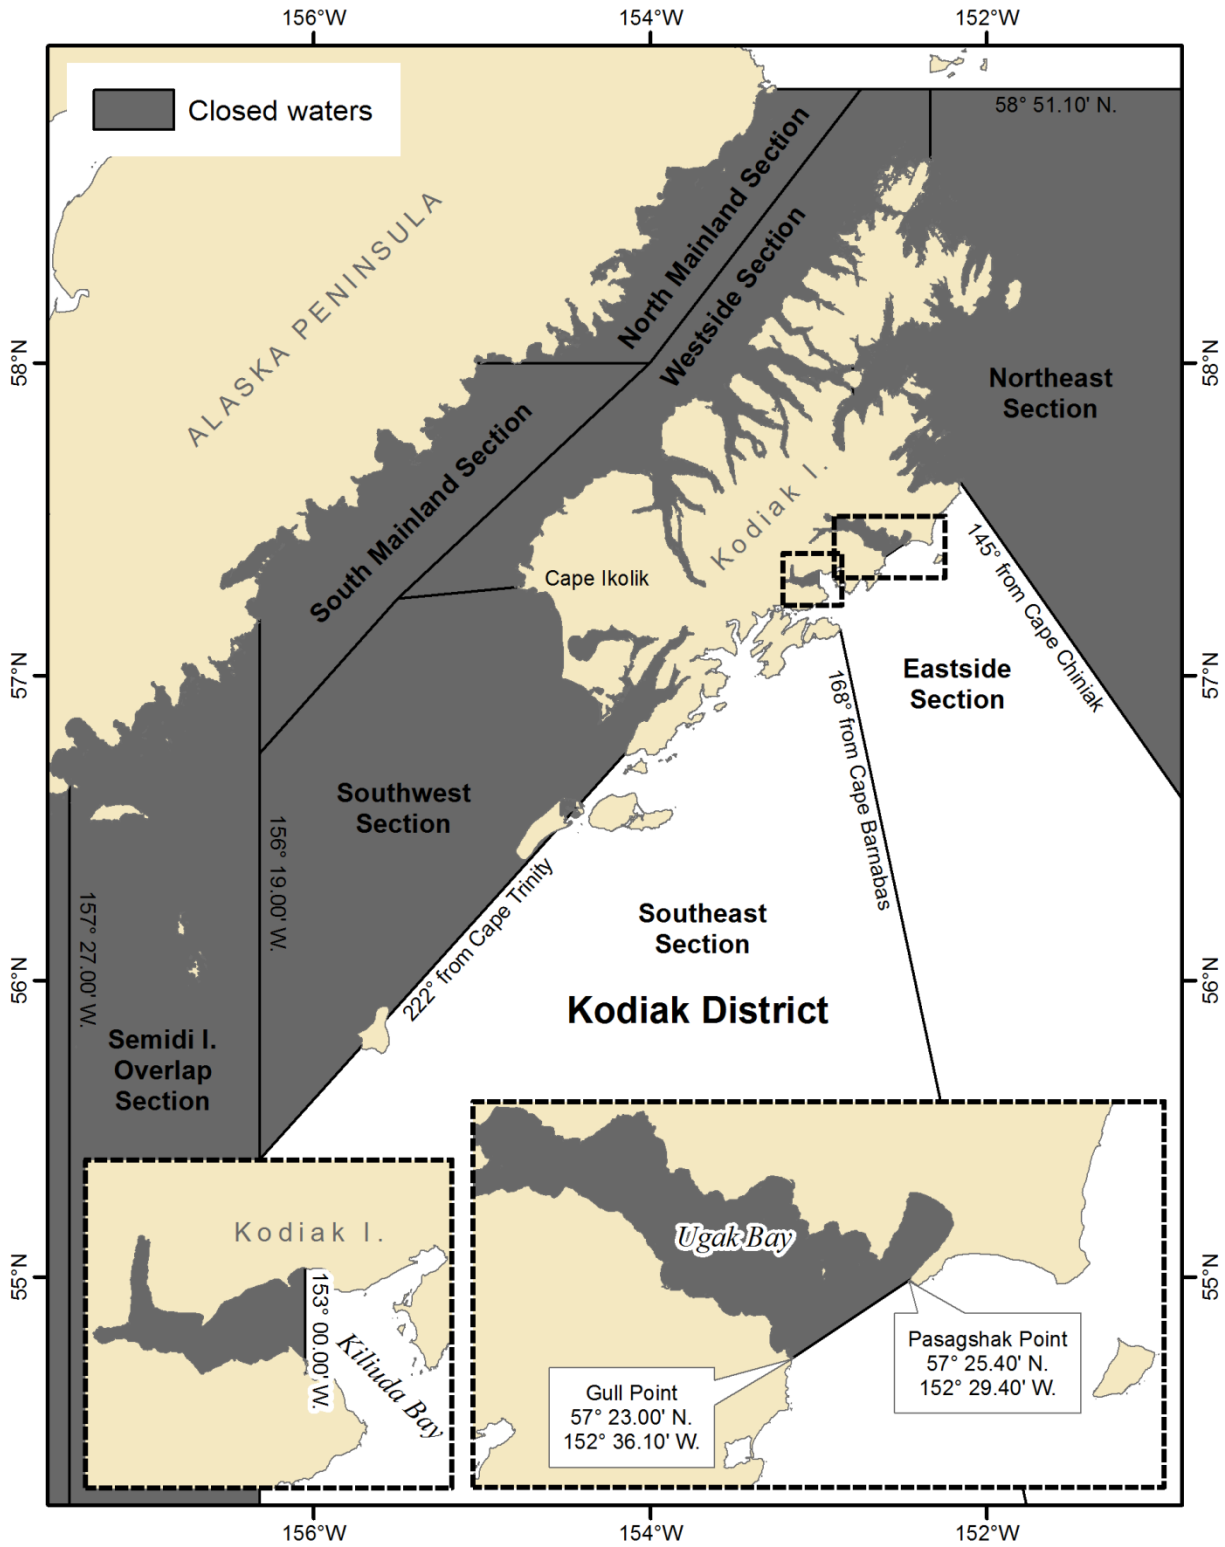 156°W
154°W
152°W
Closed waters
58° 51.10' N.
North Mainland Section
Westside Section
ALASKA PENINSULA
58°N
58°N
Northeast
Section
South Mainland Section
Kodiak I.
Cape Ikolik
145° from Cape Chiniak
57°N
57°N
Eastside
Section
168° from Cape Barnabas
Southwest
Section
156° 19.00' W.
157° 27.00' W.
222° from Cape Trinity
Southeast
Section
56°N
56°N
Kodiak District
Semidi I.
Overlap
Section
Kodiak I.
153° 00.00' W.
Kiliuda Bay
Ugak Bay
55°N
55°N
Pasagshak Point
57° 25.40' N.
152° 29.40' W.
Gull Point
57° 23.00' N.
152° 36.10' W.
156°W
154°W
152°W